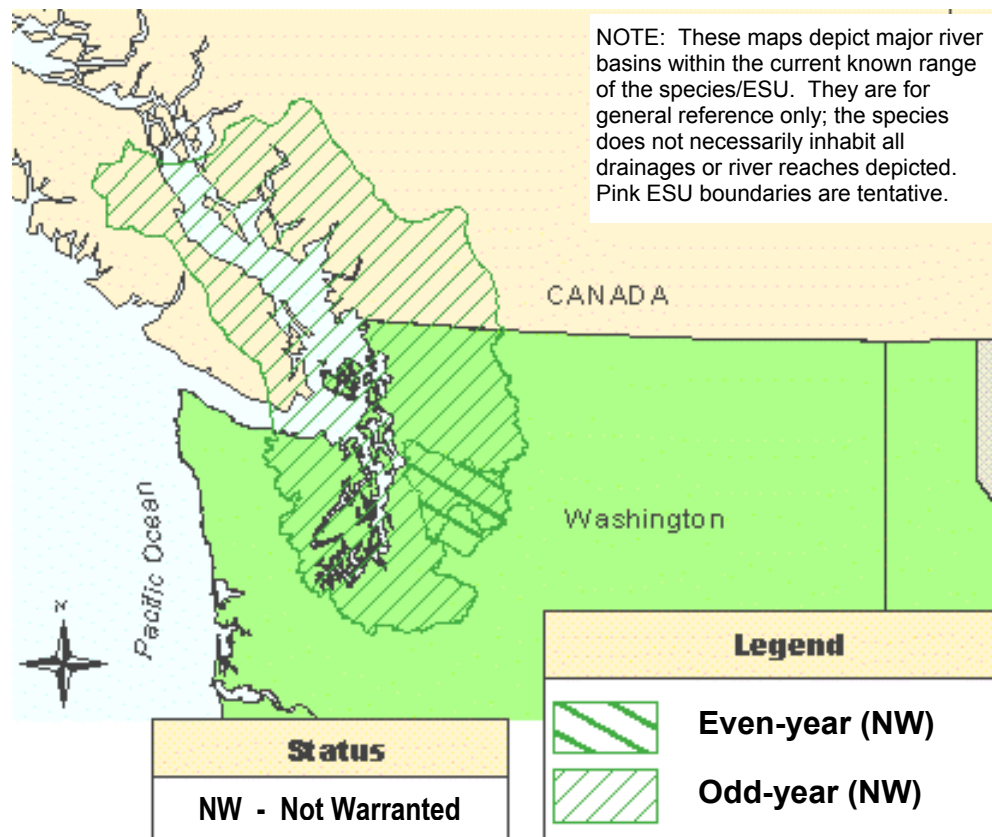 NOTE: These maps depict major river
basins within the current known range
of the species/ESU. They are for
general reference only; the species
does not necessarily inhabit all
drainages or river reaches depicted.
Pink ESU boundaries are tentative.
CANADA
Washington
Pacific Ocean
N
Legend
Even-year (NW)
Odd-year (NW)
Status
NW - Not Warranted